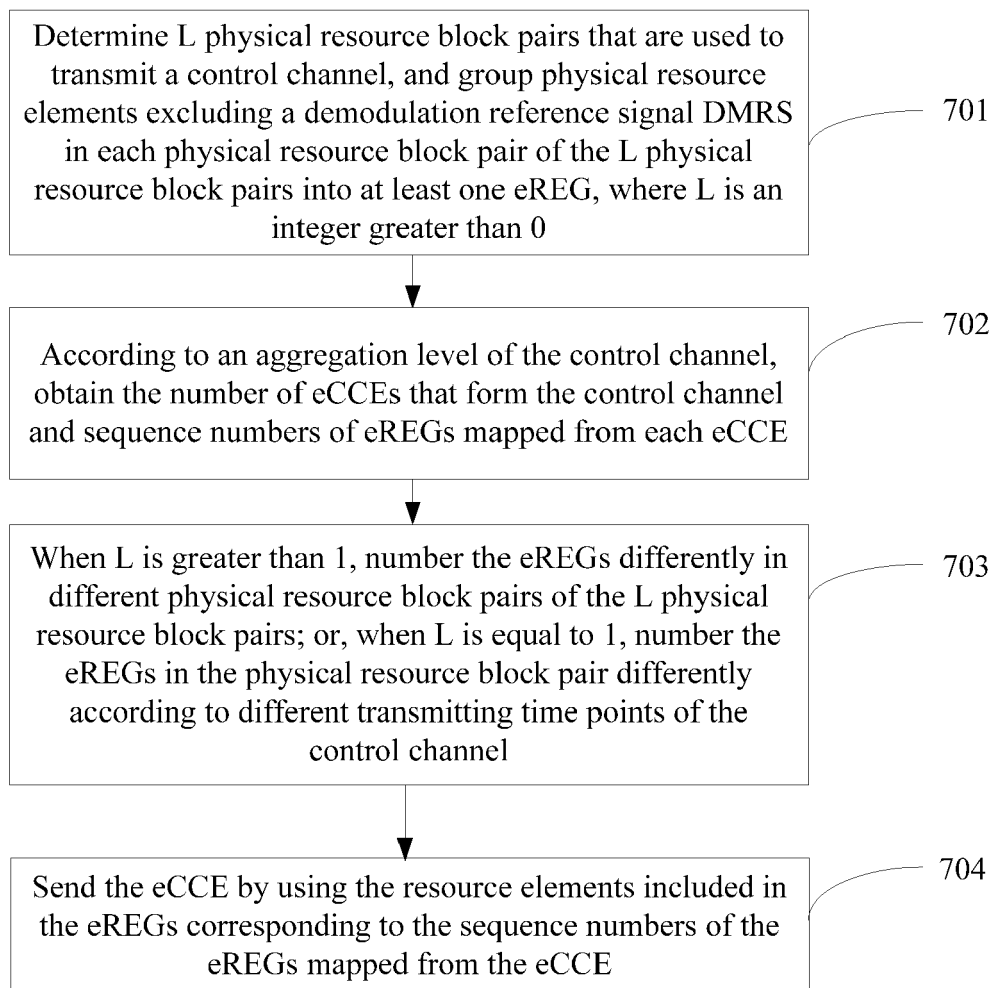 Determine L physical resource block pairs that are used to
transmit a control channel, and group physical resource
elements excluding a demodulation reference signal DMRS
in each physical resource block pair of the L physical
resource block pairs into at least one eREG, where L is an
integer greater than 0
701
According to an aggregation level of the control channel,
obtain the number of eCCEs that form the control channel
and sequence numbers of eREGs mapped from each eCCE
702
When L is greater than 1, number the eREGs differently in
different physical resource block pairs of the L physical
resource block pairs; or, when L is equal to 1, number the
eREGs in the physical resource block pair differently
according to different transmitting time points of the
control channel
703
Send the eCCE by using the resource elements included in
the eREGs corresponding to the sequence numbers of the
eREGs mapped from the eCCE
704